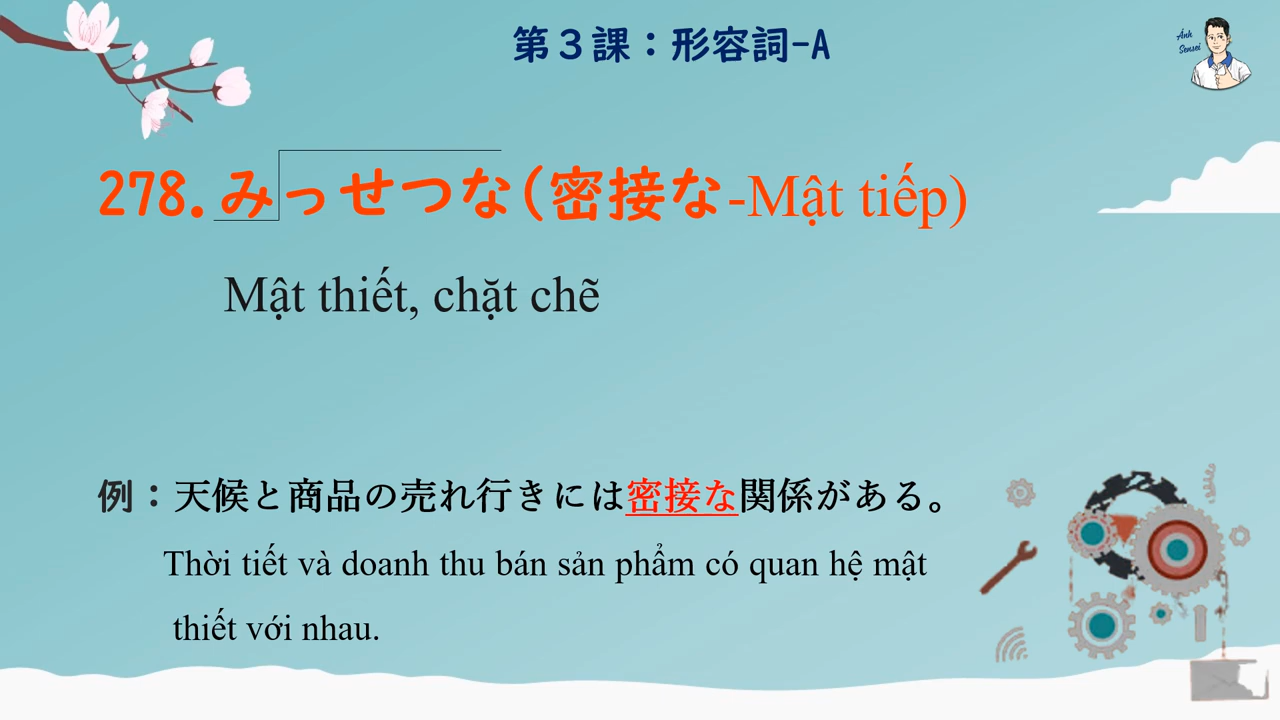 第３課：形容詞-A
Ánh
Sensei
278.みっせつな(密接な-Mật tiếp)
Mật thiết, chặt chẽ
例：天候と商品の売れ行きには密接な関係がある。
Thời tiết và doanh thu bán sản phẩm có quan hệ mật
thiết với nhau.